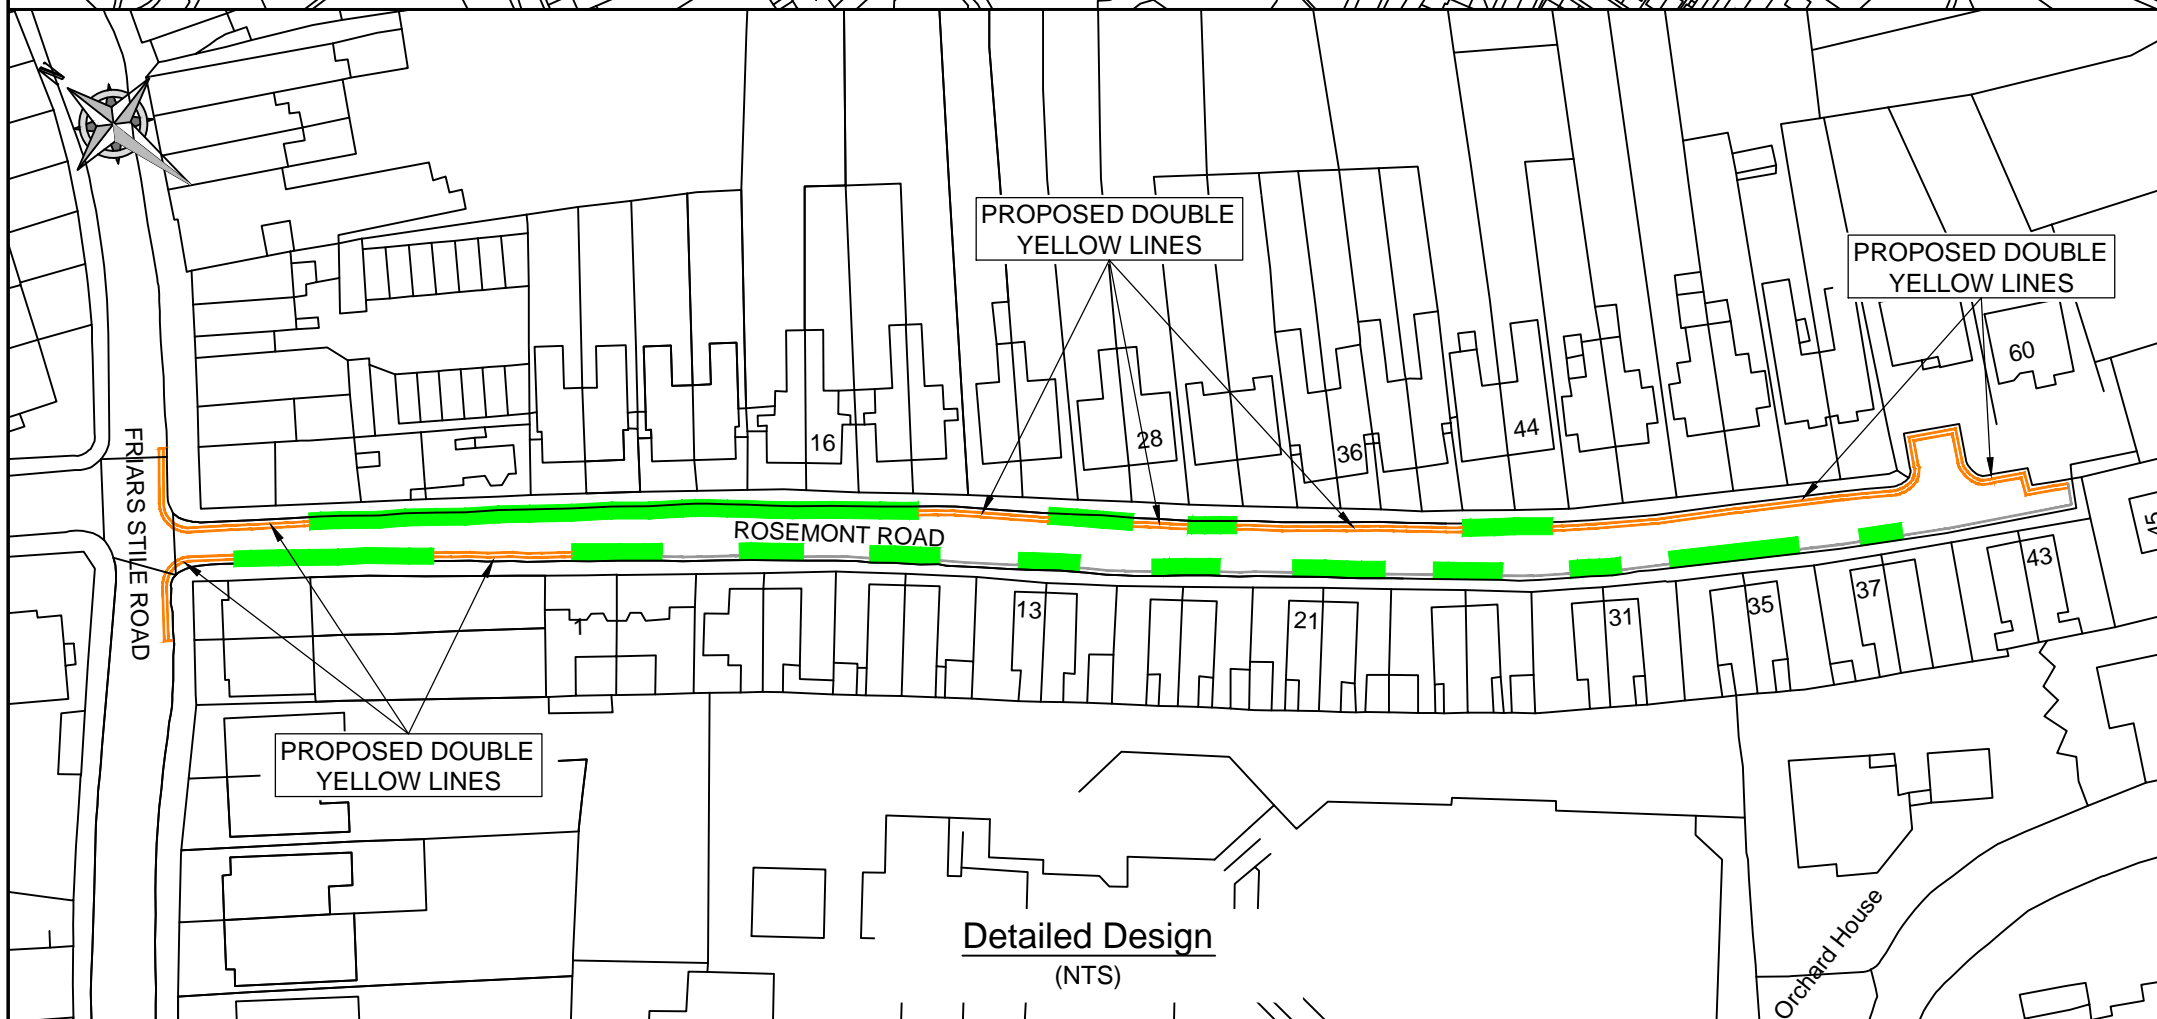 N
PROPOSED DOUBLE
YELLOW LINES
PROPOSED DOUBLE
YELLOW LINES
60
16
28
36
44
FRIARS STILE ROAD
ROSEMONT ROAD
45
1
13
21
31
35
37
43
PROPOSED DOUBLE
YELLOW LINES
Detailed Design
(NTS)
Orchard House